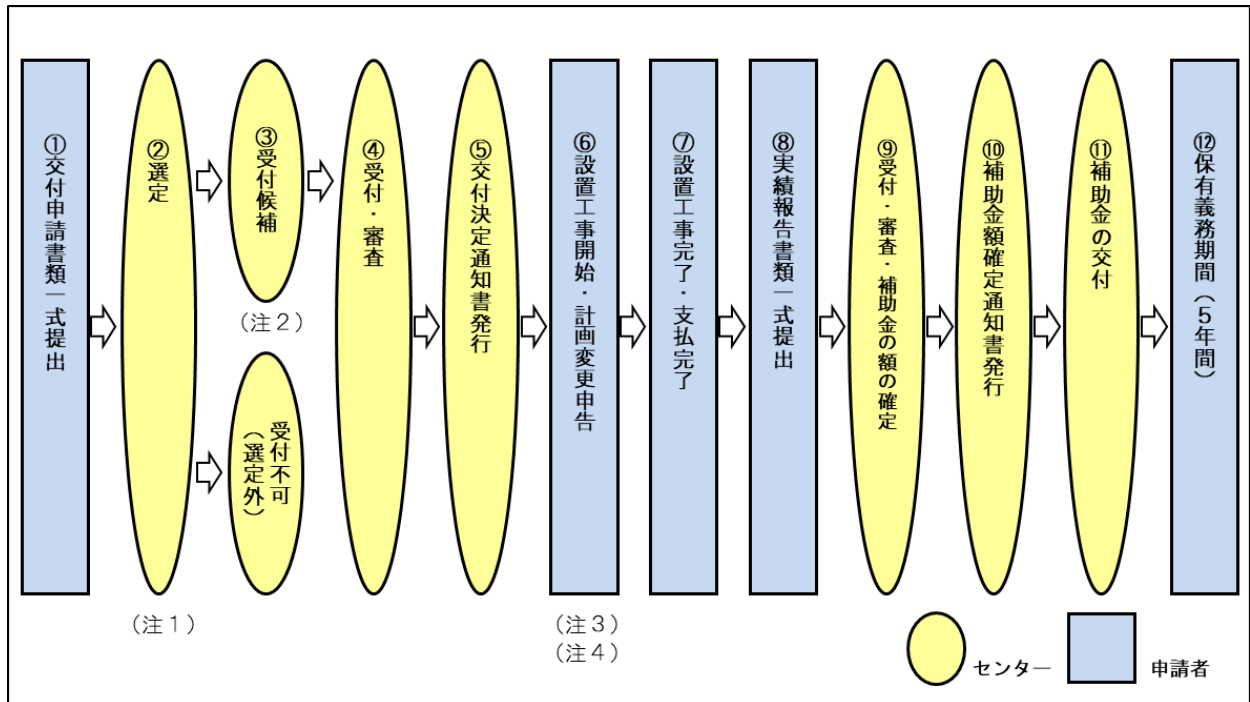 ①交付申請書類一式提出
②選定
(注1)
③受付候補
(注2)
受付不可
(選定外)
④受付・審査
⑤交付決定通知書発行
⑥設置工事開始・計画変更申告
(注3)
(注4)
⑦設置工事完了・支払完了
⑧実績報告書類一式提出
⑨受付・審査・補助金の額の確定
⑩補助金額確定通知書発行
⑪補助金の交付
⑫保有義務期間(5年間)
センター
申請者